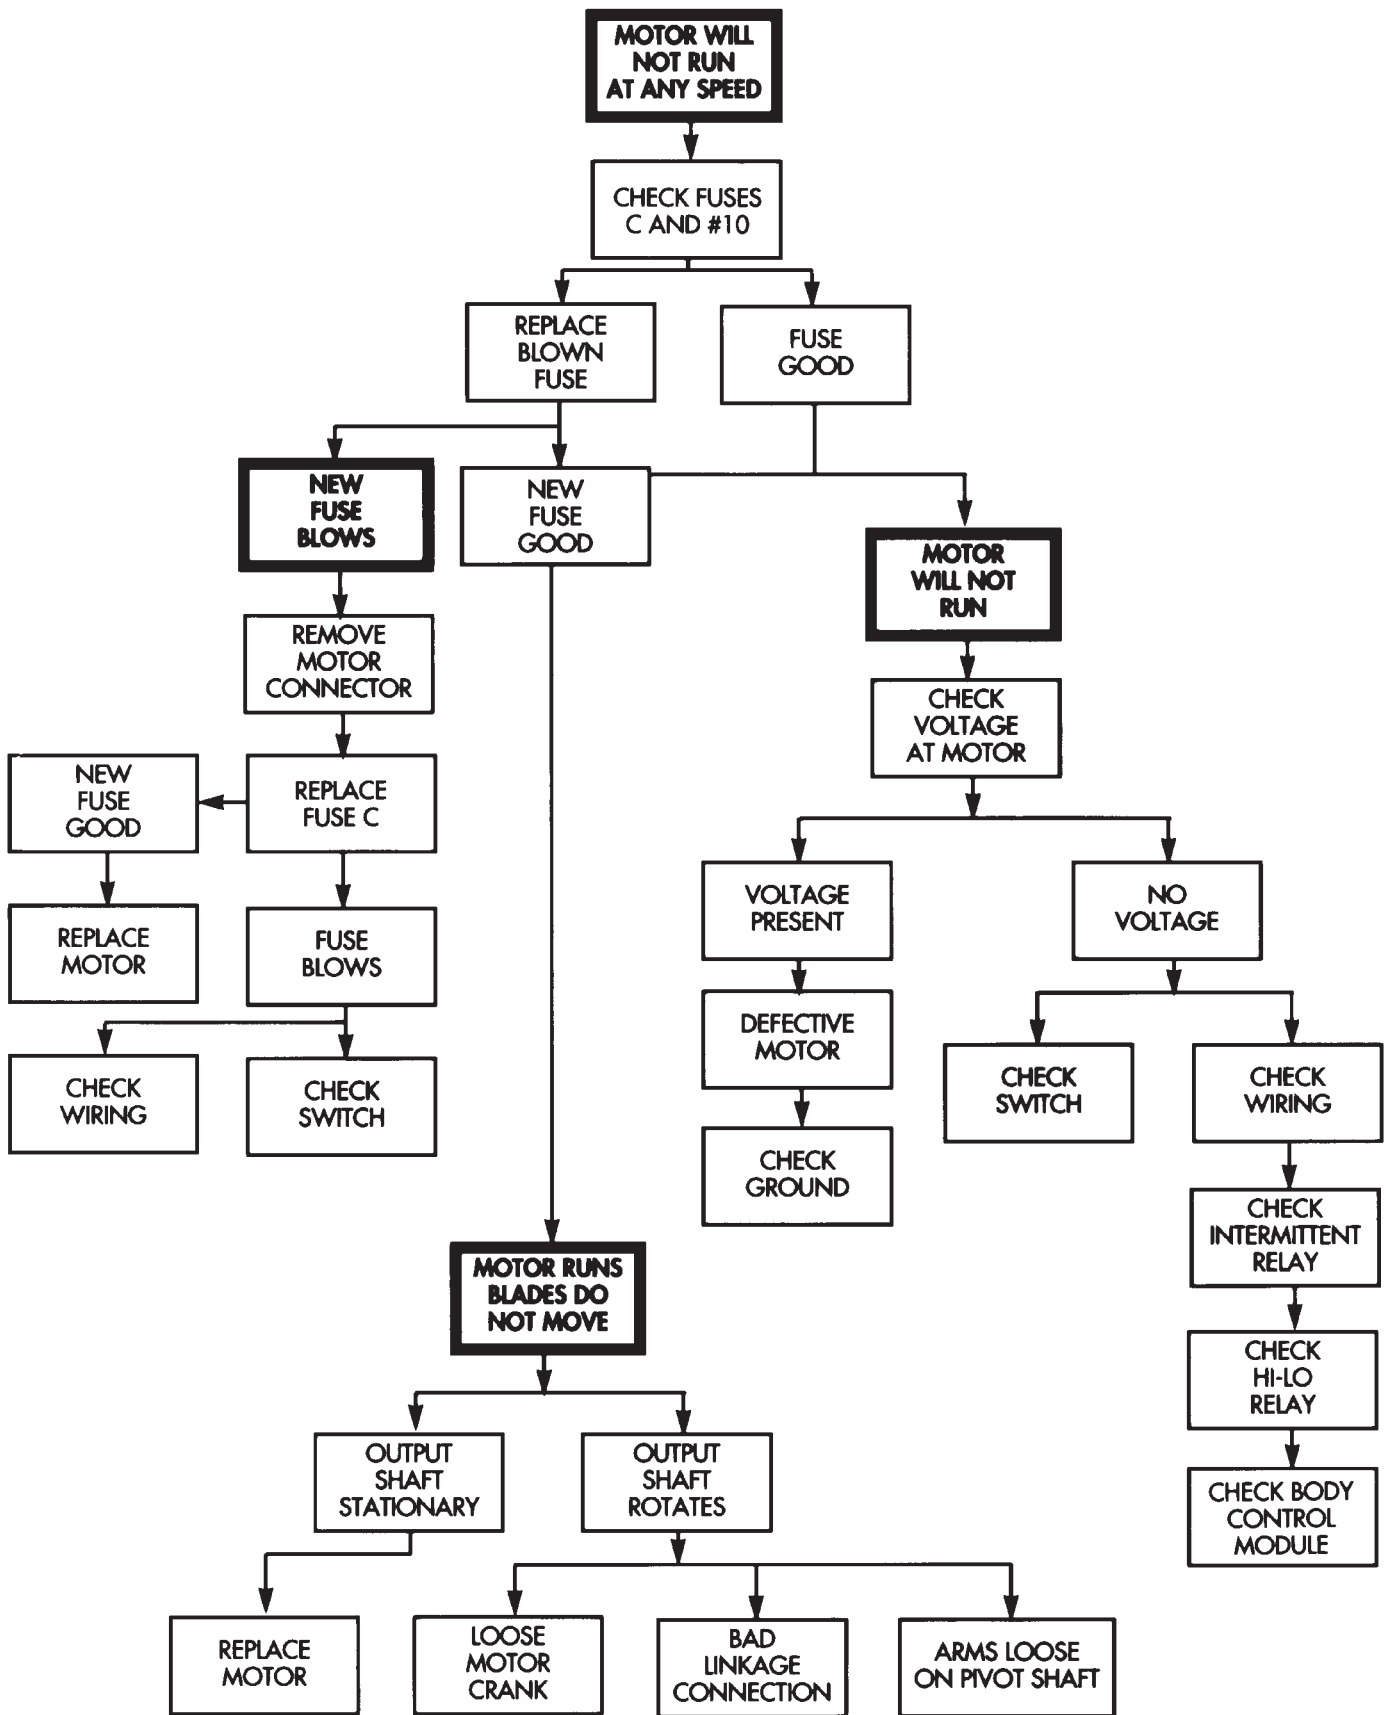 MOTOR WILL
NOT RUN
AT ANY SPEED
CHECK FUSES
C AND #10
REPLACE
BLOWN
FUSE
FUSE
GOOD
NEW
FUSE
BLOWS
NEW
FUSE
GOOD
MOTOR
WILL NOT
RUN
REMOVE
MOTOR
CONNECTOR
CHECK
VOLTAGE
AT MOTOR
NEW
FUSE
GOOD
REPLACE
FUSE C
VOLTAGE
PRESENT
NO
VOLTAGE
REPLACE
MOTOR
FUSE
BLOWS
DEFECTIVE
MOTOR
CHECK
WIRING
CHECK
SWITCH
CHECK
SWITCH
CHECK
WIRING
CHECK
GROUND
CHECK
INTERMITTENT
RELAY
MOTOR RUNS
BLADES DO
NOT MOVE
CHECK
HI-LO
RELAY
OUTPUT
SHAFT
STATIONARY
OUTPUT
SHAFT
ROTATES
CHECK BODY
CONTROL
MODULE
REPLACE
MOTOR
LOOSE
MOTOR
CRANK
BAD
LINKAGE
CONNECTION
ARMS LOOSE
ON PIVOT SHAFT